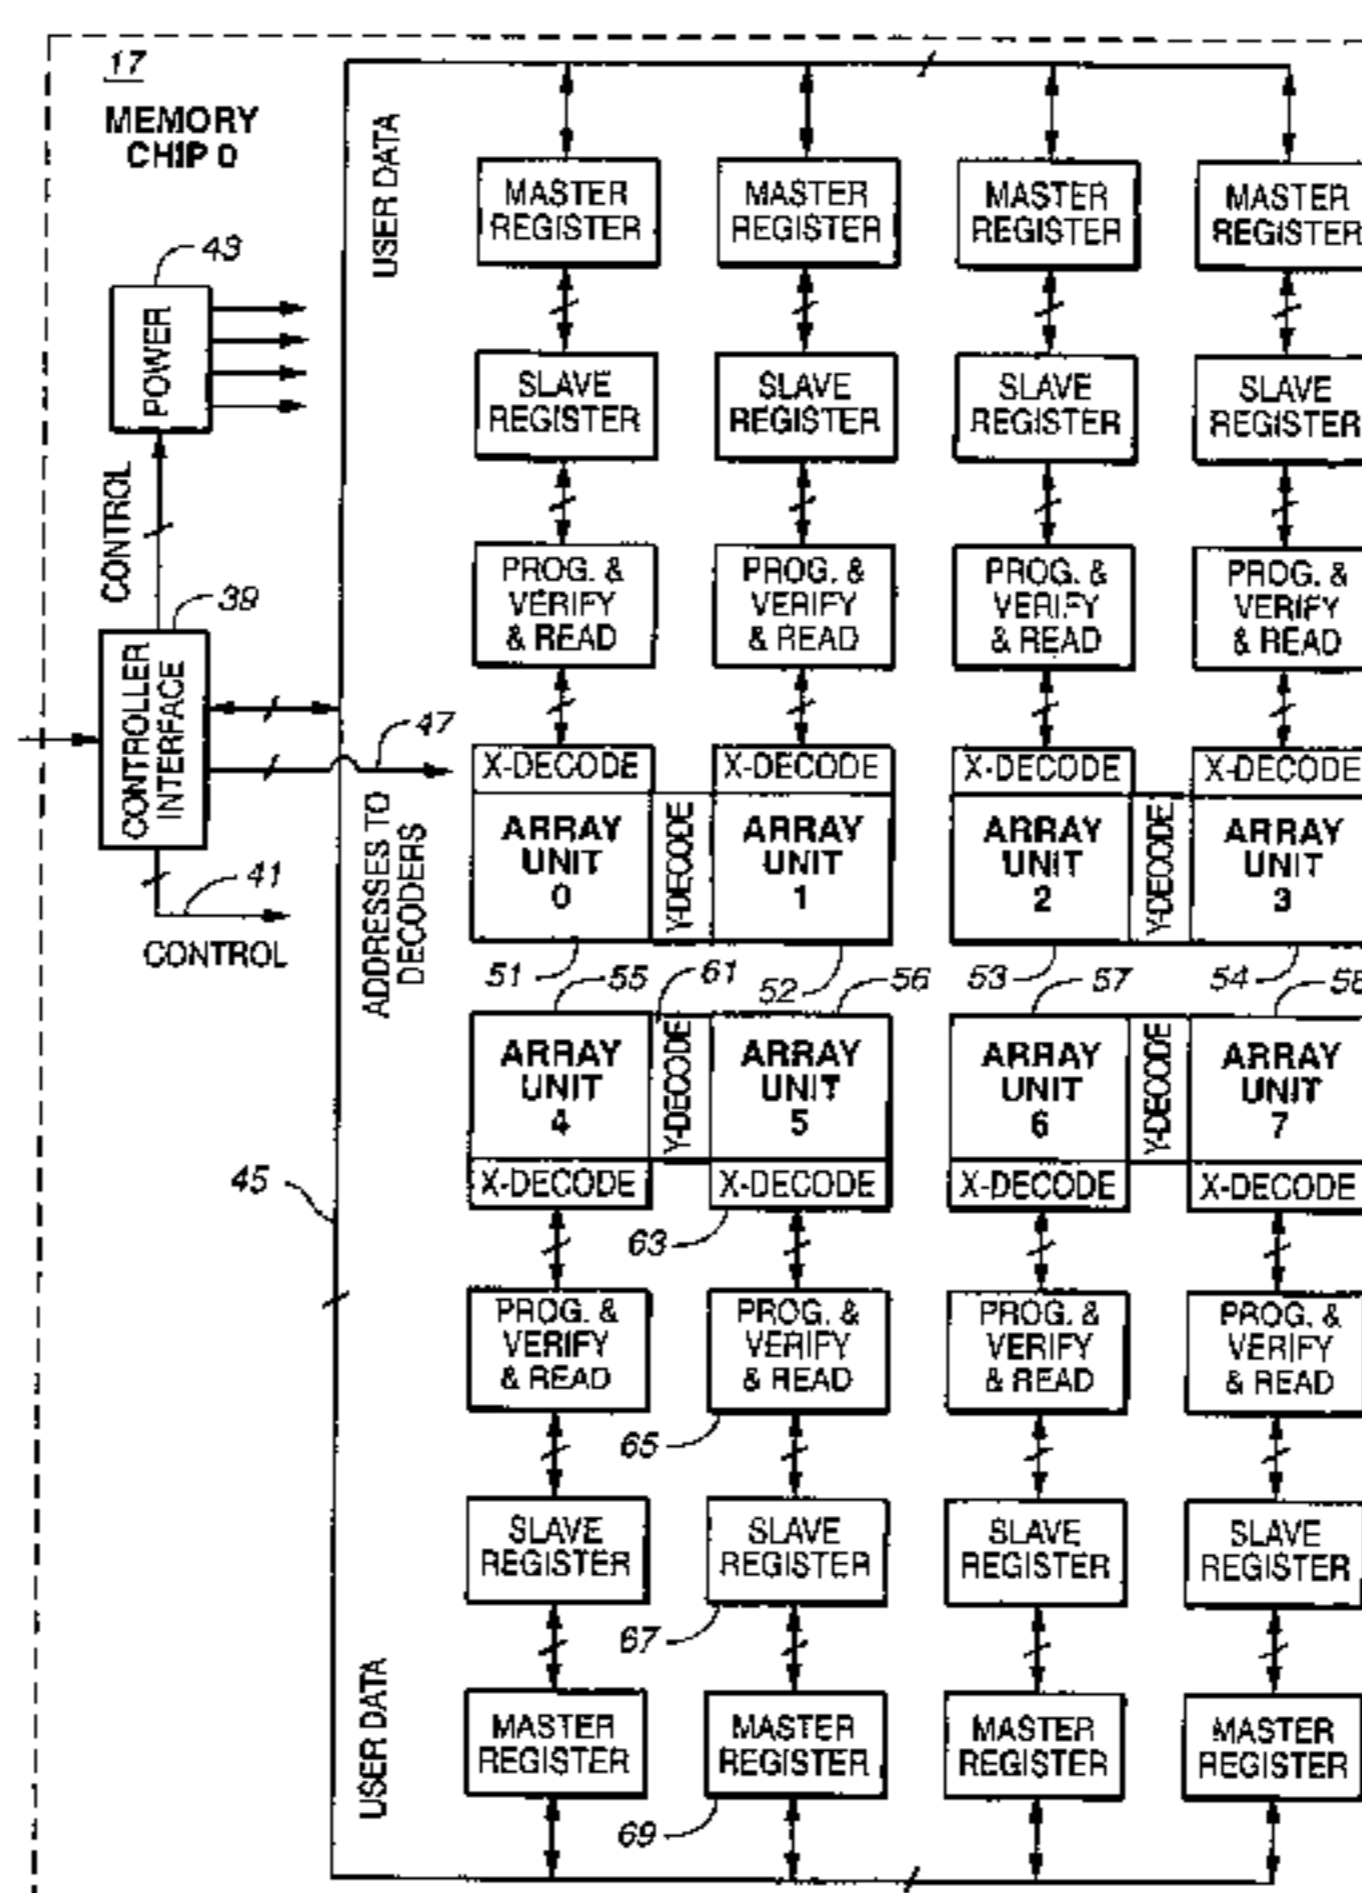 17
MEMORY
CHIP 0
43
POWER
CONTROL
39
CONTROLLER
INTERFACE
41
CONTROL
47
ADDRESSES TO
DECODERS
45
USER DATA
MASTER
REGISTER
MASTER
REGISTER
MASTER
REGISTER
MASTER
REGISTER
SLAVE
REGISTER
SLAVE
REGISTER
SLAVE
REGISTER
SLAVE
REGISTER
PROG. &
VERIFY
& READ
PROG. &
VERIFY
& READ
PROG. &
VERIFY
& READ
PROG. &
VERIFY
& READ
X-DECODE
X-DECODE
X-DECODE
X-DECODE
ARRAY
UNIT
0
Y-DECODE
ARRAY
UNIT
1
ARRAY
UNIT
2
Y-DECODE
ARRAY
UNIT
3
51
55
61
52
56
53
57
54
ARRAY
UNIT
4
Y-DECODE
ARRAY
UNIT
5
ARRAY
UNIT
6
Y-DECODE
ARRAY
UNIT
7
X-DECODE
X-DECODE
X-DECODE
X-DECODE
63
PROG. &
VERIFY
& READ
PROG. &
VERIFY
& READ
PROG. &
VERIFY
& READ
PROG. &
VERIFY
& READ
65
SLAVE
REGISTER
SLAVE
REGISTER
SLAVE
REGISTER
SLAVE
REGISTER
67
USER DATA
MASTER
REGISTER
MASTER
REGISTER
MASTER
REGISTER
MASTER
REGISTER
69